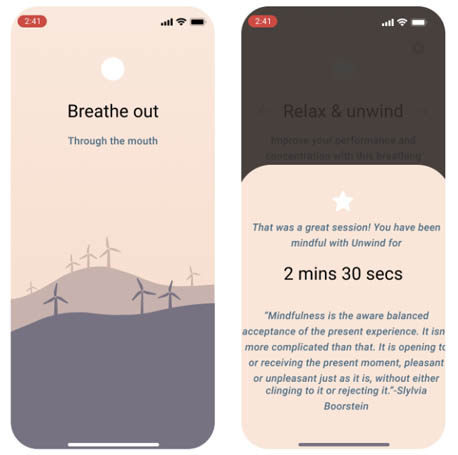 2:41
Breathe out
Through the mouth
2:41
Relax & unwind
Improve your performance and
concentration with this breathing
That was a great session! You have been
mindful with Unwind for
2 mins 30 secs
“Mindfulness is the aware balanced
acceptance of the present experience. It isn
more complicated than that. It is opening to
or receiving the present moment, pleasant
or unpleasant just as it is, without either
clinging to it or rejecting it.”-Slylvia
Boorstein